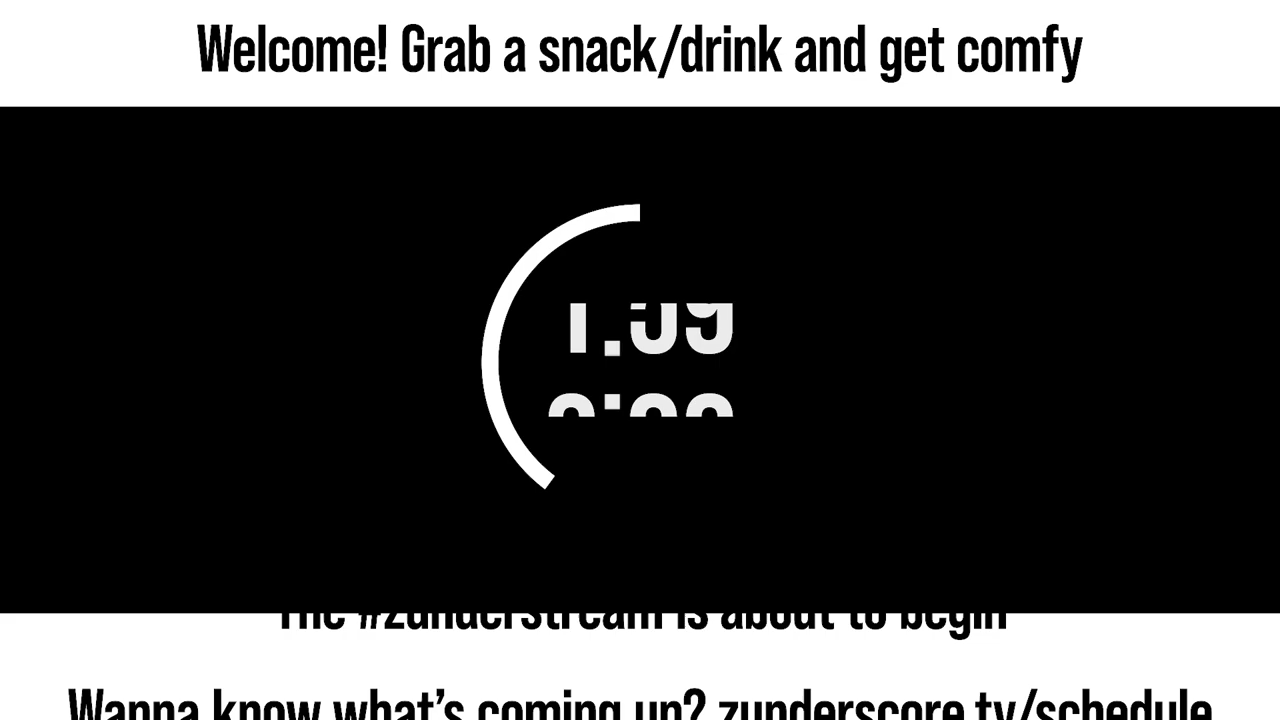 Welcome! Grab a snack/drink and get comfy
The #zunderstream is about to begin
Wanna know what's coming up? zunderscore.tv/schedule